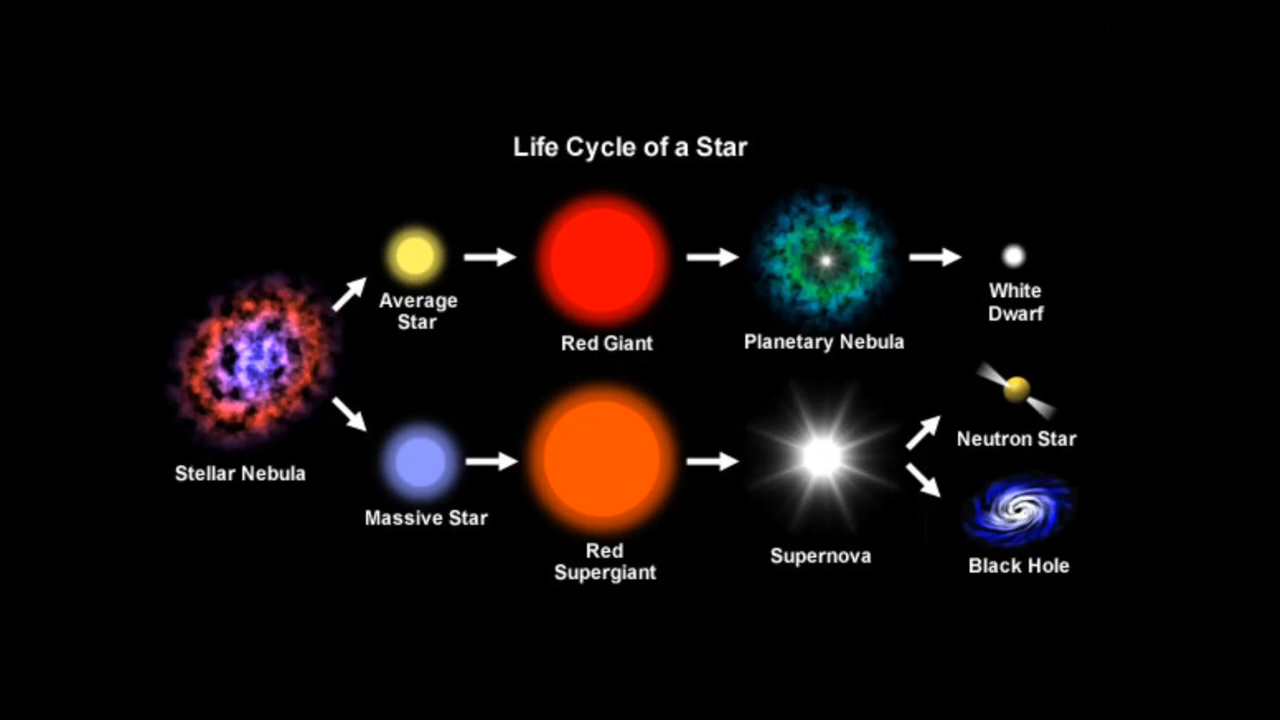 Life Cycle of a Star
Average
Star
Red Giant
Planetary Nebula
White
Dwarf
Stellar Nebula
Massive Star
Red
Supergiant
Supernova
Neutron Star
Black Hole